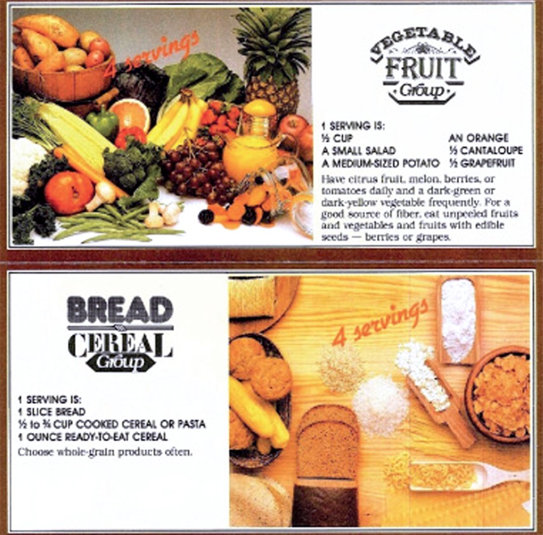 4 servings
VEGETABLE
FRUIT
Group
1 SERVING IS:
½ CUP
A SMALL SALAD
A MEDIUM-SIZED POTATO
AN ORANGE
½ CANTALOUPE
½ GRAPEFRUIT
Have citrus fruit, melon, berries, or
tomatoes daily and a dark-green or
dark-yellow vegetable frequently. For a
good source of fiber, eat unpeeled fruits
and vegetables and fruits with edible
seeds — berries or grapes.
BREAD
CEREAL
Group
1 SERVING IS:
1 SLICE BREAD
½ to ¾ CUP COOKED CEREAL OR PASTA
1 OUNCE READY-TO-EAT CEREAL
Choose whole-grain products often.
4 servings